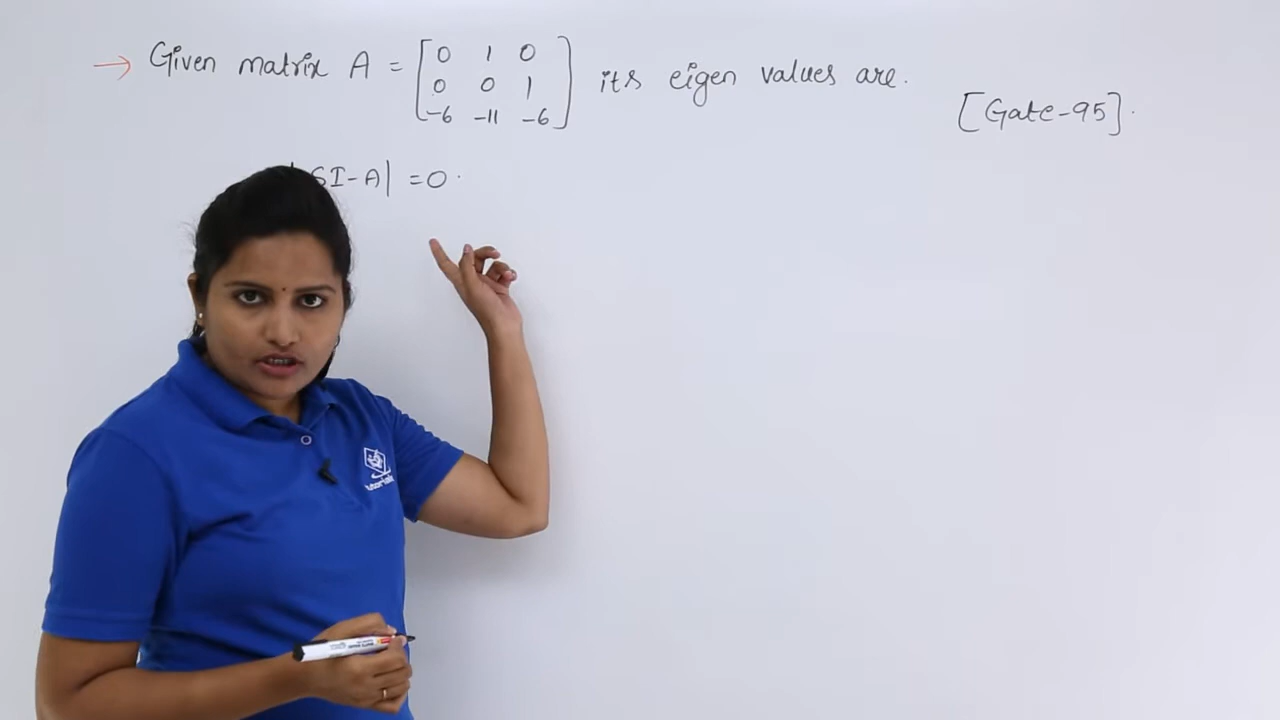 → Given matrix A = [0 1 0 its eigen values are.
0 0 1
-6 -11 -6]
[Gate-95].
SI-A| = 0.